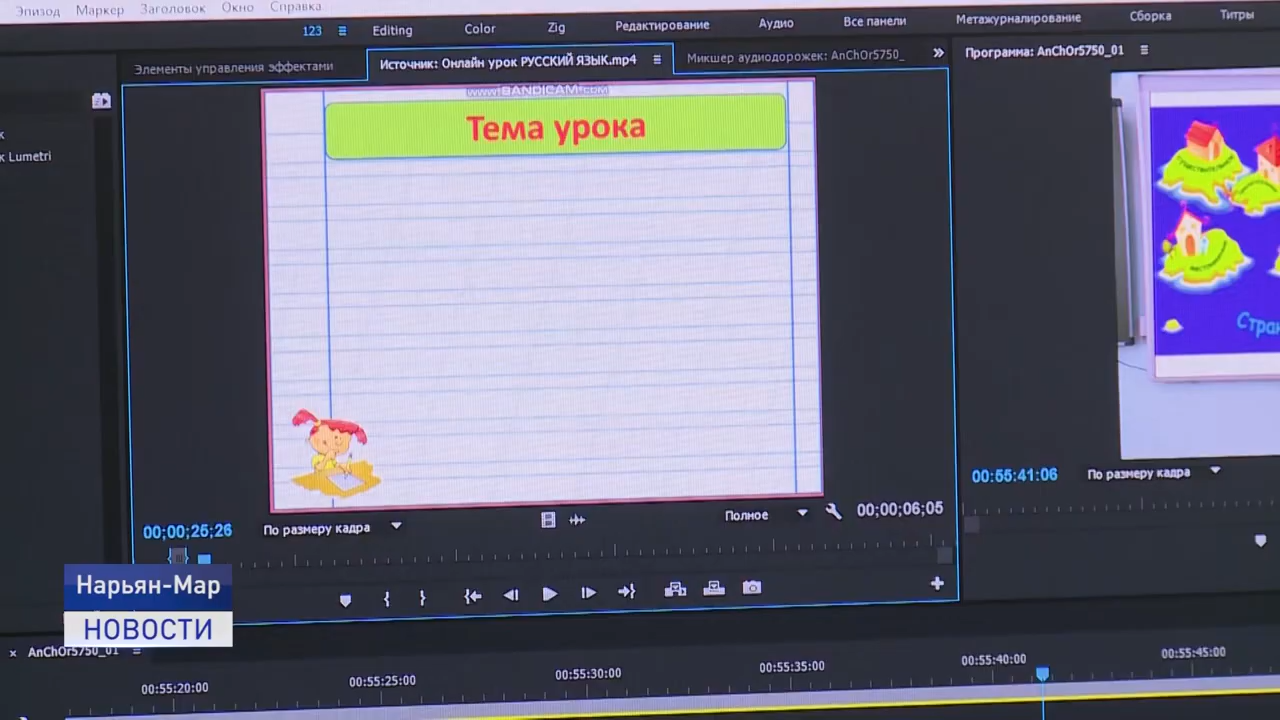 Эпизод Маркер Заголовок Окно Справка
123 Editing Color Zig Редактирование Аудио Все панели Метажурналирование Сборка Титры
Элементы управления эффектами
Источник: Онлайн урок РУССКИЙ ЯЗЫК.mp4
Микшер аудиодорожек: AnChOr5750_
Программа: AnChOr5750_01
www.BANDICAM.com
Тема урока
к
к Lumetri
Стран
00;00;25;26 По размеру кадра Полное 00;00;06;05
00:55:41:06 По размеру кадра
Нарьян-Мар
НОВОСТИ
× AnChOr5750_01
00:55:20:00 00:55:25:00 00:55:30:00 00:55:35:00 00:55:40:00 00:55:45:00